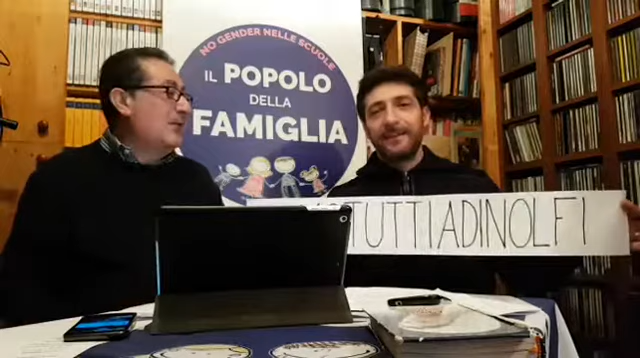 NO GENDER NELLE SCUOLE
IL POPOLO
DELLA
FAMIGLIA
TUTTIADINOLFI